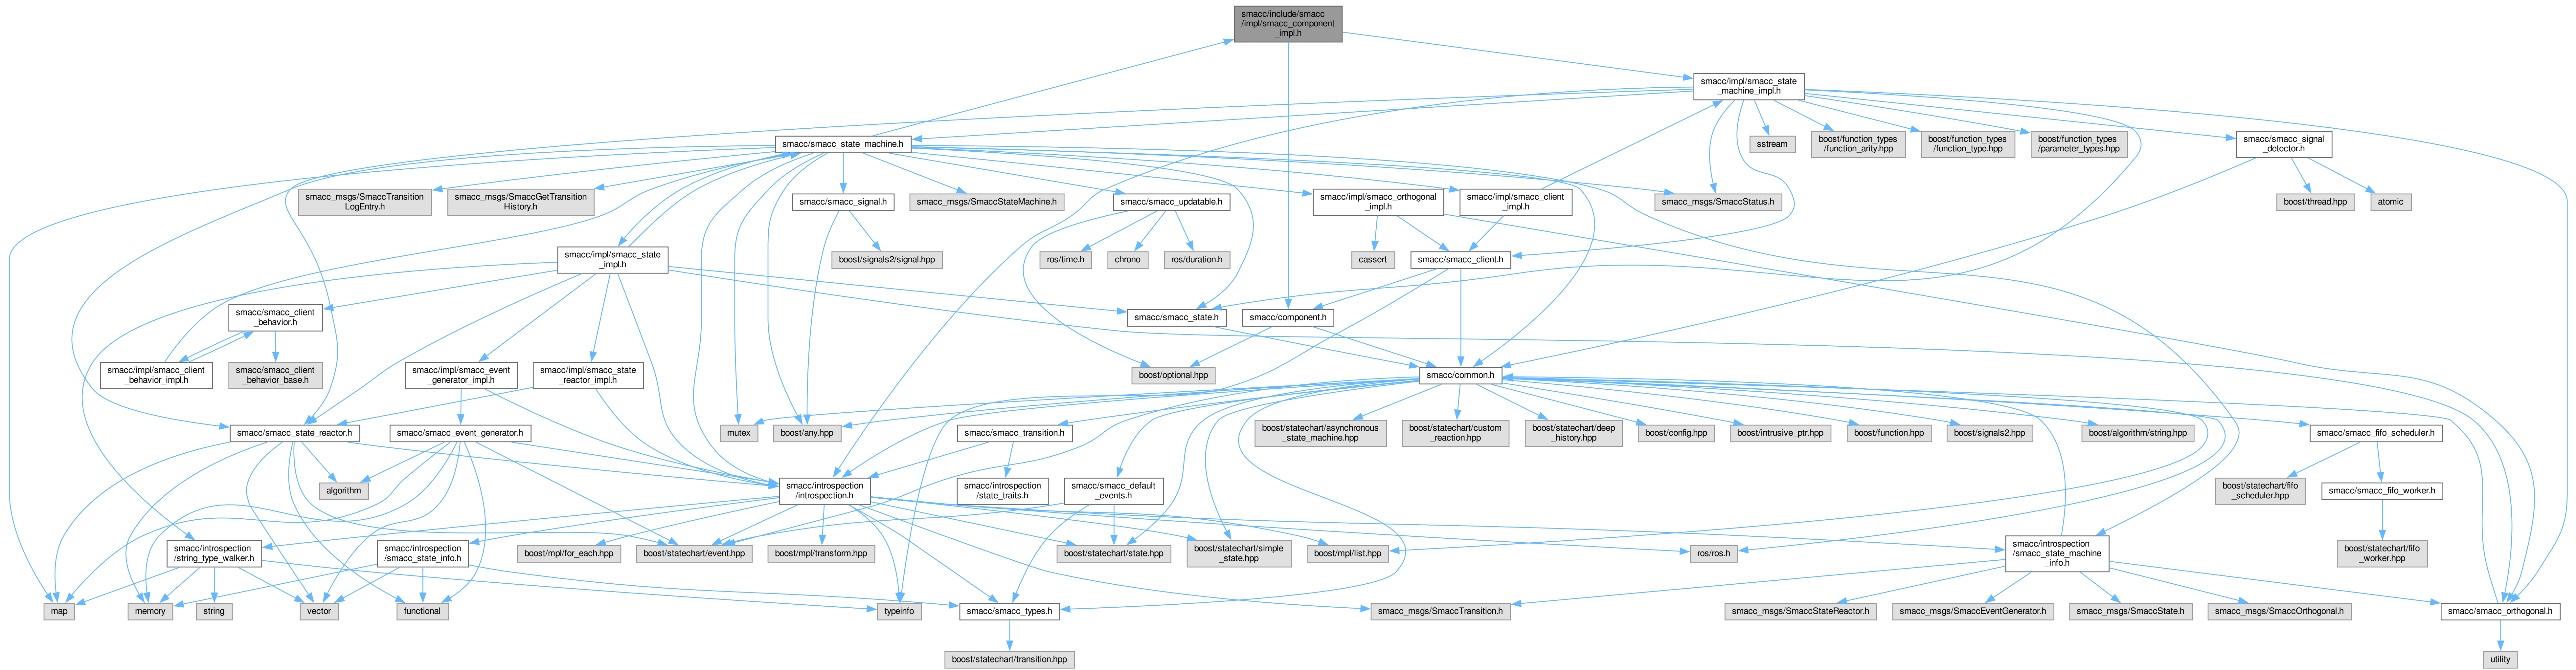 smacc/include/smacc
/impl/smacc_component
_impl.h
smacc/impl/smacc_state
_machine_impl.h
smacc/smacc_state_machine.h
sstream
boost/function_types
/function_arity.hpp
boost/function_types
/function_type.hpp
boost/function_types
/parameter_types.hpp
smacc/smacc_signal
_detector.h
smacc_msgs/SmaccTransition
LogEntry.h
smacc_msgs/SmaccGetTransition
History.h
smacc/smacc_signal.h
smacc_msgs/SmaccStateMachine.h
smacc/smacc_updatable.h
smacc/impl/smacc_orthogonal
_impl.h
smacc/impl/smacc_client
_impl.h
smacc_msgs/SmaccStatus.h
boost/thread.hpp
atomic
smacc/impl/smacc_state
_impl.h
boost/signals2/signal.hpp
ros/time.h
chrono
ros/duration.h
cassert
smacc/smacc_client.h
smacc/smacc_client
_behavior.h
smacc/smacc_state.h
smacc/component.h
smacc/impl/smacc_client
_behavior_impl.h
smacc/smacc_client
_behavior_base.h
smacc/impl/smacc_event
_generator_impl.h
smacc/impl/smacc_state
_reactor_impl.h
boost/optional.hpp
smacc/common.h
smacc/smacc_state_reactor.h
smacc/smacc_event_generator.h
mutex
boost/any.hpp
smacc/smacc_transition.h
boost/statechart/asynchronous
_state_machine.hpp
boost/statechart/custom
_reaction.hpp
boost/statechart/deep
_history.hpp
boost/config.hpp
boost/intrusive_ptr.hpp
boost/function.hpp
boost/signals2.hpp
boost/algorithm/string.hpp
smacc/smacc_fifo_scheduler.h
algorithm
smacc/introspection
/introspection.h
smacc/introspection
/state_traits.h
smacc/smacc_default
_events.h
boost/statechart/fifo
_scheduler.hpp
smacc/smacc_fifo_worker.h
smacc/introspection
/string_type_walker.h
smacc/introspection
/smacc_state_info.h
boost/mpl/for_each.hpp
boost/statechart/event.hpp
boost/mpl/transform.hpp
boost/statechart/state.hpp
boost/statechart/simple
_state.hpp
boost/mpl/list.hpp
ros/ros.h
smacc/introspection
/smacc_state_machine
_info.h
boost/statechart/fifo
_worker.hpp
map
memory
string
vector
functional
typeinfo
smacc/smacc_types.h
smacc_msgs/SmaccTransition.h
smacc_msgs/SmaccStateReactor.h
smacc_msgs/SmaccEventGenerator.h
smacc_msgs/SmaccState.h
smacc_msgs/SmaccOrthogonal.h
smacc/smacc_orthogonal.h
boost/statechart/transition.hpp
utility